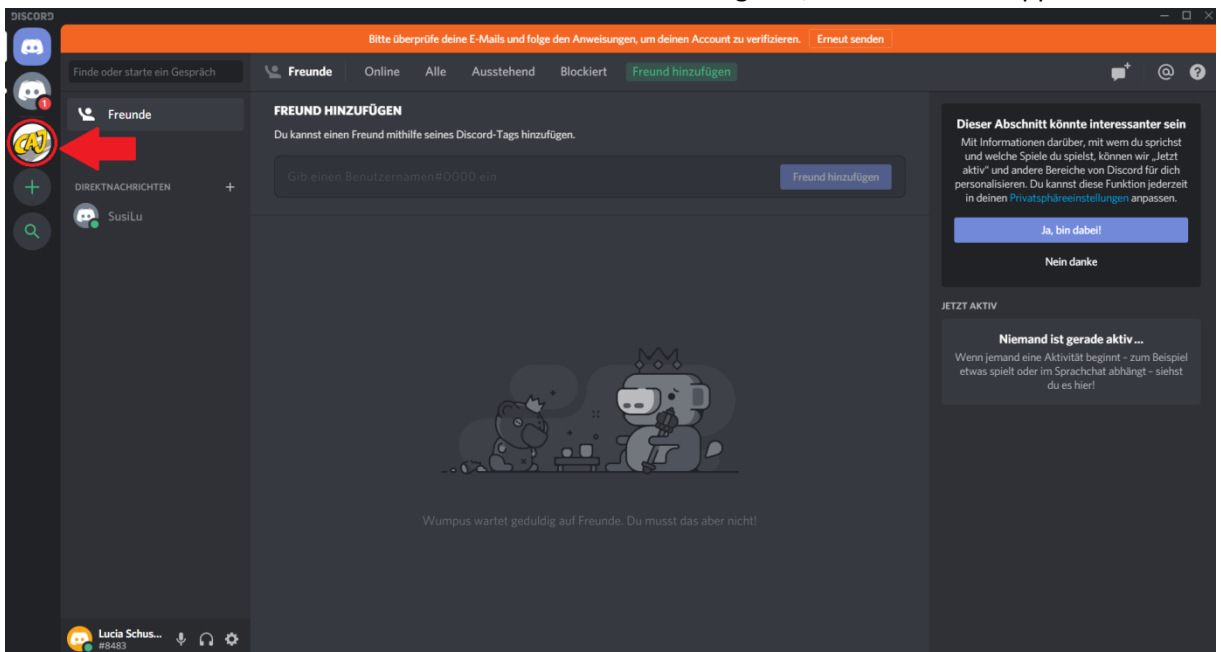 DISCORD
Bitte überprüfe deine E-Mails und folge den Anweisungen, um deinen Account zu verifizieren. Erneut senden
Finde oder starte ein Gespräch
Freunde Online Alle Ausstehend Blockiert Freund hinzufügen
1
CAJ
Freunde
DIREKTNACHRICHTEN +
SusiLu
FREUND HINZUFÜGEN
Du kannst einen Freund mithilfe seines Discord-Tags hinzufügen.
Gib einen Benutzernamen#0000 ein Freund hinzufügen
Wumpus wartet geduldig auf Freunde. Du musst das aber nicht!
Dieser Abschnitt könnte interessanter sein
Mit Informationen darüber, mit wem du sprichst
und welche Spiele du spielst, können wir „Jetzt
aktiv“ und andere Bereiche von Discord für dich
personalisieren. Du kannst diese Funktion jederzeit
in deinen Privatsphäreeinstellungen anpassen.
Ja, bin dabei!
Nein danke
JETZT AKTIV
Niemand ist gerade aktiv...
Wenn jemand eine Aktivität beginnt – zum Beispiel
etwas spielt oder im Sprachchat abhängt – siehst
du es hier!
Lucia Schus...
#8483